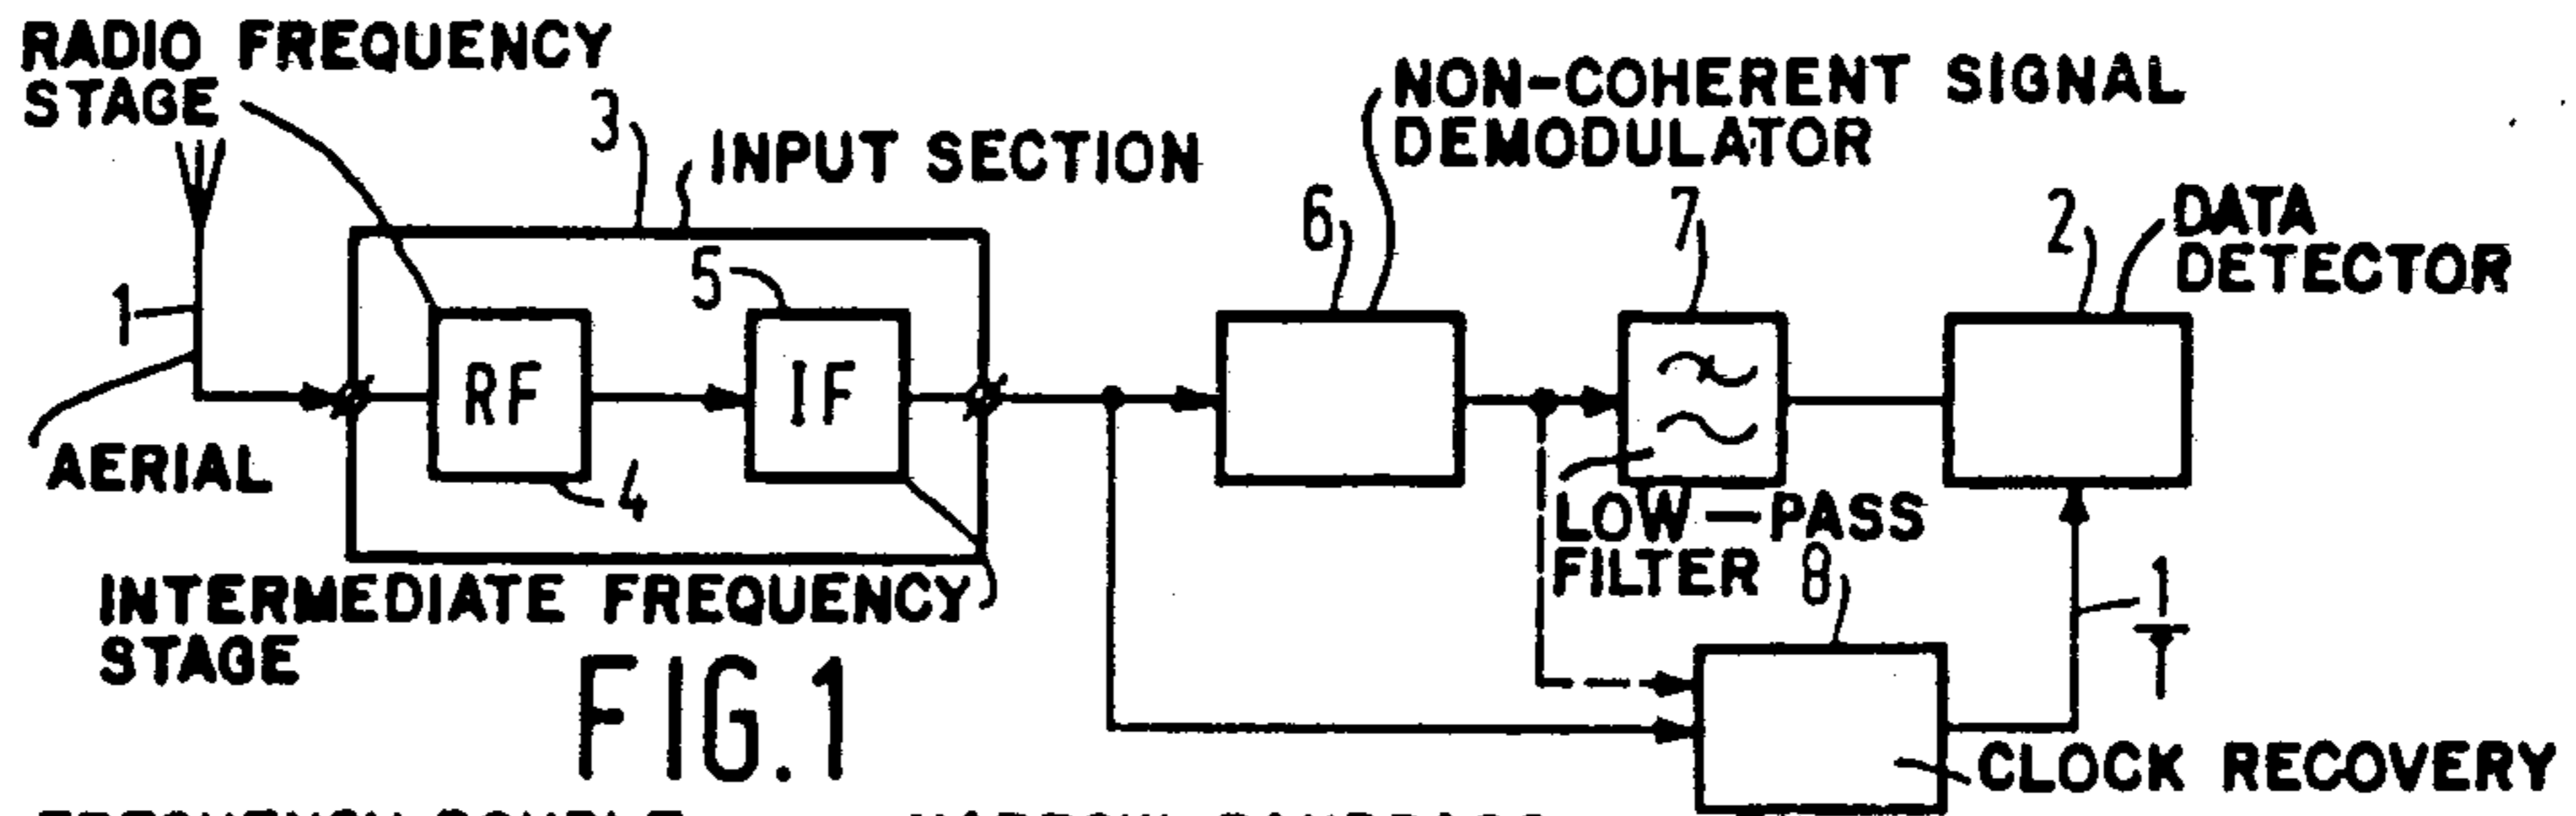 RADIO FREQUENCY
STAGE
3
INPUT SECTION
NON-COHERENT SIGNAL
DEMODULATOR
6
7
2
DATA
DETECTOR
1
5
RF
IF
AERIAL
4
LOW-PASS
FILTER
8
1
T
INTERMEDIATE FREQUENCY
STAGE
FIG.1
CLOCK RECOVERY